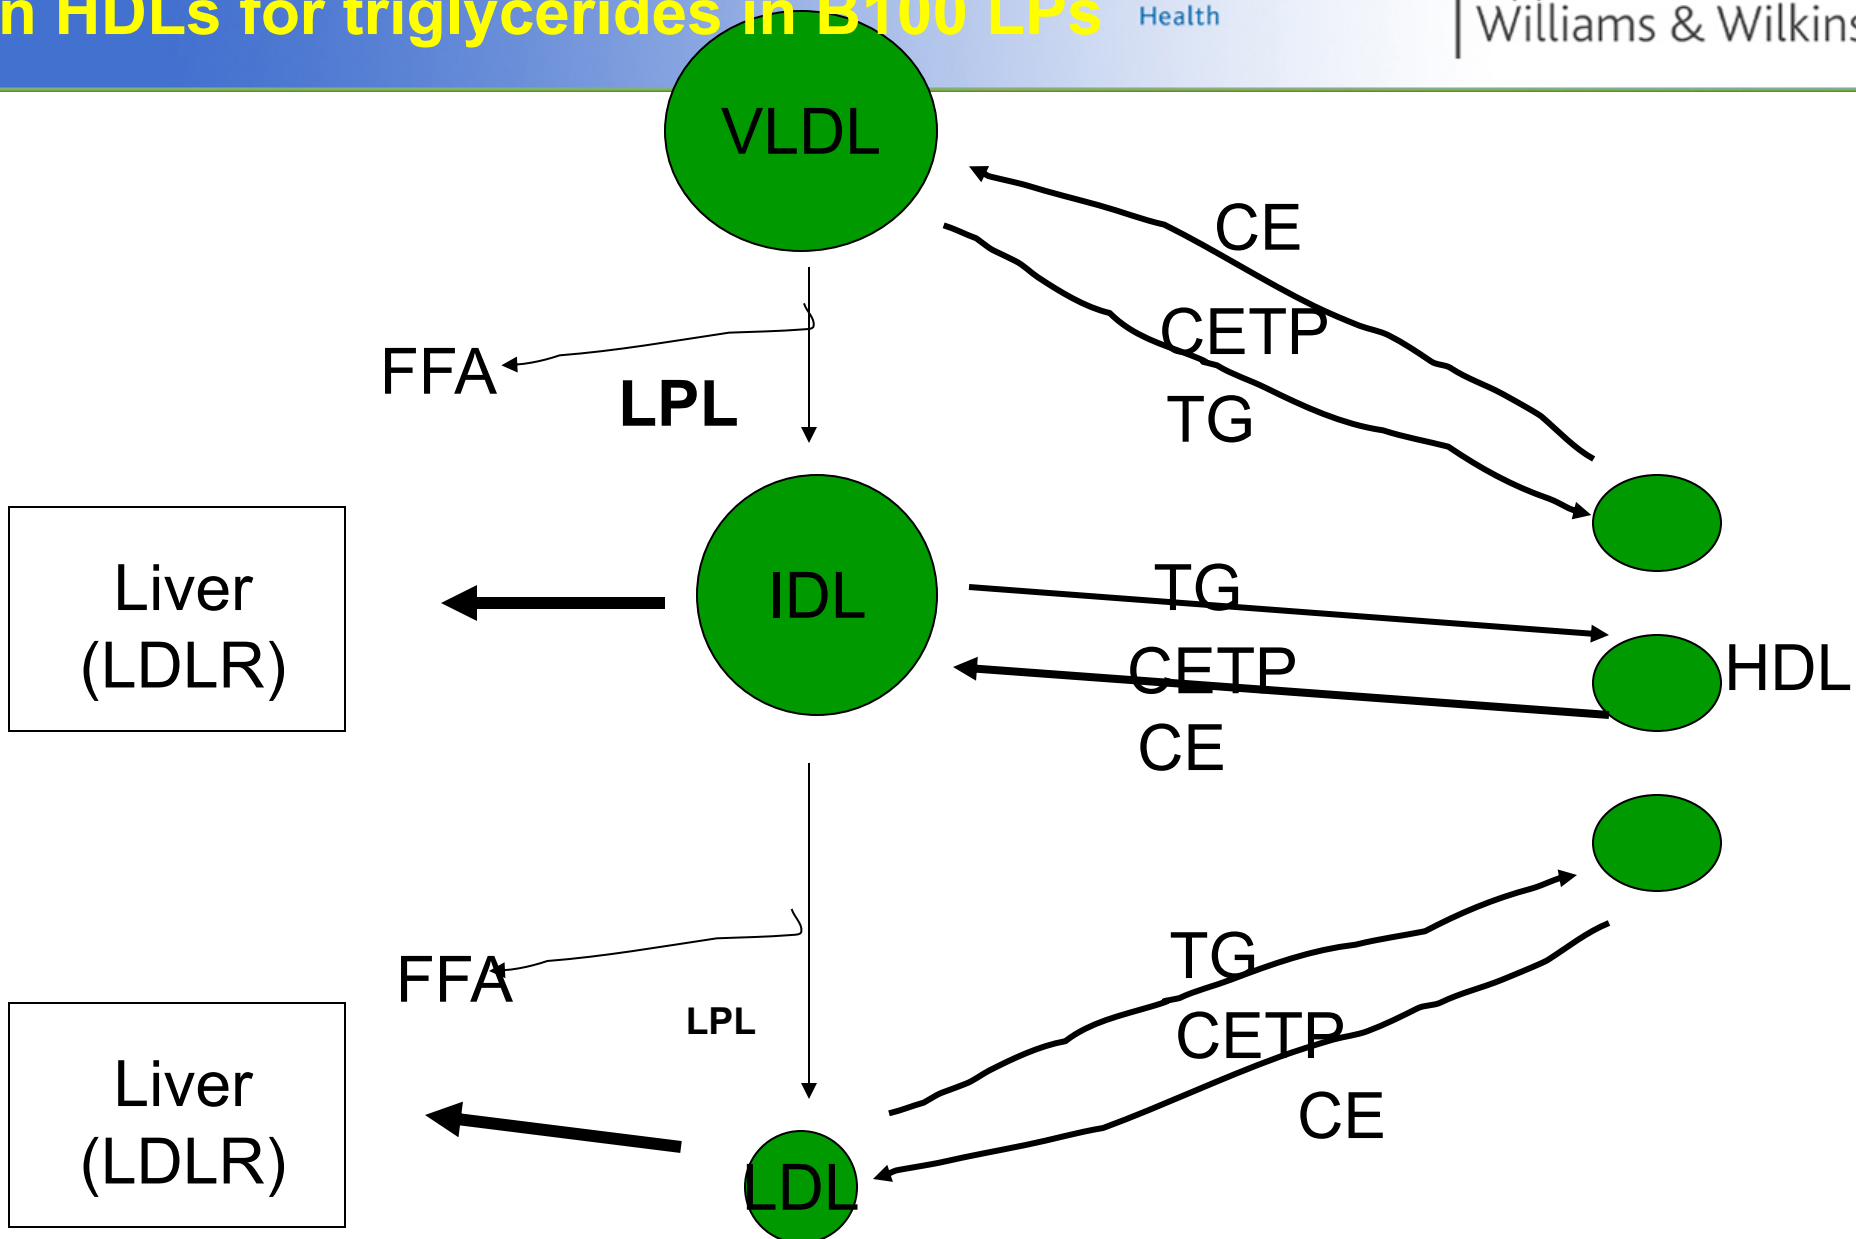 n HDLs for triglycerides in B100 LPs
Health
Williams & Wilkins
VLDL
CE
CETP
TG
FFA
LPL
Liver
(LDLR)
IDL
TG
CETP
CE
HDL
FFA
LPL
TG
CETP
CE
Liver
(LDLR)
LDL